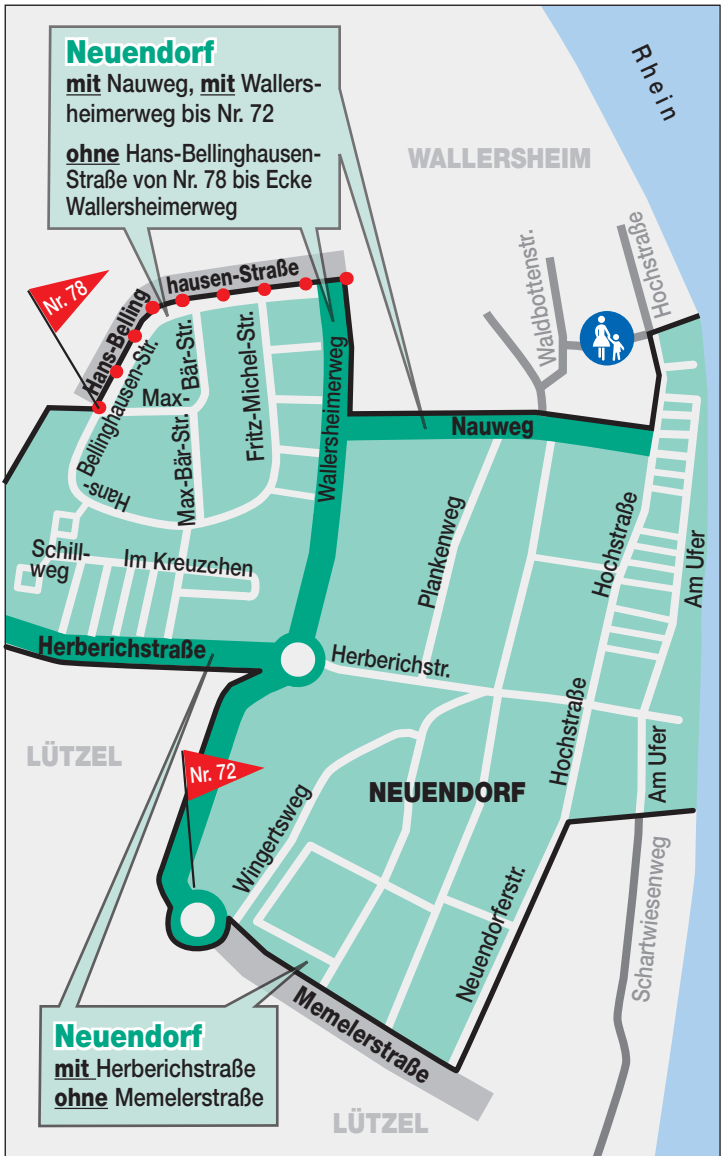 Neuendorf
mit Nauweg, mit Wallers-
heimerweg bis Nr. 72
ohne Hans-Bellinghausen-
Straße von Nr. 78 bis Ecke
Wallersheimerweg
Rhein
WALLERSHEIM
Waldbottenstr.
Hochstraße
Nr. 78
Hans-Belling
hausen-Straße
Hans-
Bellinghausen-Str.
Max-
Bär-Str.
Max-Bär-Str.
Fritz-Michel-Str.
Wallersheimerweg
Nauweg
Plankenweg
Hochstraße
Am Ufer
Schill-
weg
Im Kreuzchen
Herberichstraße
Herberichstr.
Hochstraße
Am Ufer
LÜTZEL
Nr. 72
NEUENDORF
Wingertsweg
Neuendorferstr.
Schartwiesenweg
Memelerstraße
Neuendorf
mit Herberichstraße
ohne Memelerstraße
LÜTZEL